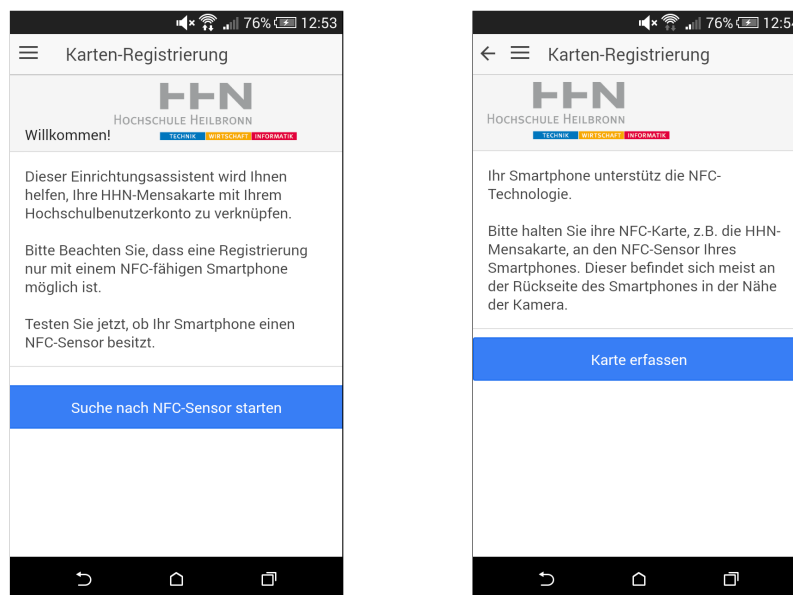 76% 12:53
Karten-Registrierung
HHN
HOCHSCHULE HEILBRONN
Willkommen!
TECHNIK WIRTSCHAFT INFORMATIK
Dieser Einrichtungsassistent wird Ihnen
helfen, Ihre HHN-Mensakarte mit Ihrem
Hochschulbenutzerkonto zu verknüpfen.
Bitte Beachten Sie, dass eine Registrierung
nur mit einem NFC-fähigen Smartphone
möglich ist.
Testen Sie jetzt, ob Ihr Smartphone einen
NFC-Sensor besitzt.
Suche nach NFC-Sensor starten
76% 12:54
Karten-Registrierung
HHN
HOCHSCHULE HEILBRONN
TECHNIK WIRTSCHAFT INFORMATIK
Ihr Smartphone unterstütz die NFC-
Technologie.
Bitte halten Sie ihre NFC-Karte, z.B. die HHN-
Mensakarte, an den NFC-Sensor Ihres
Smartphones. Dieser befindet sich meist an
der Rückseite des Smartphones in der Nähe
der Kamera.
Karte erfassen